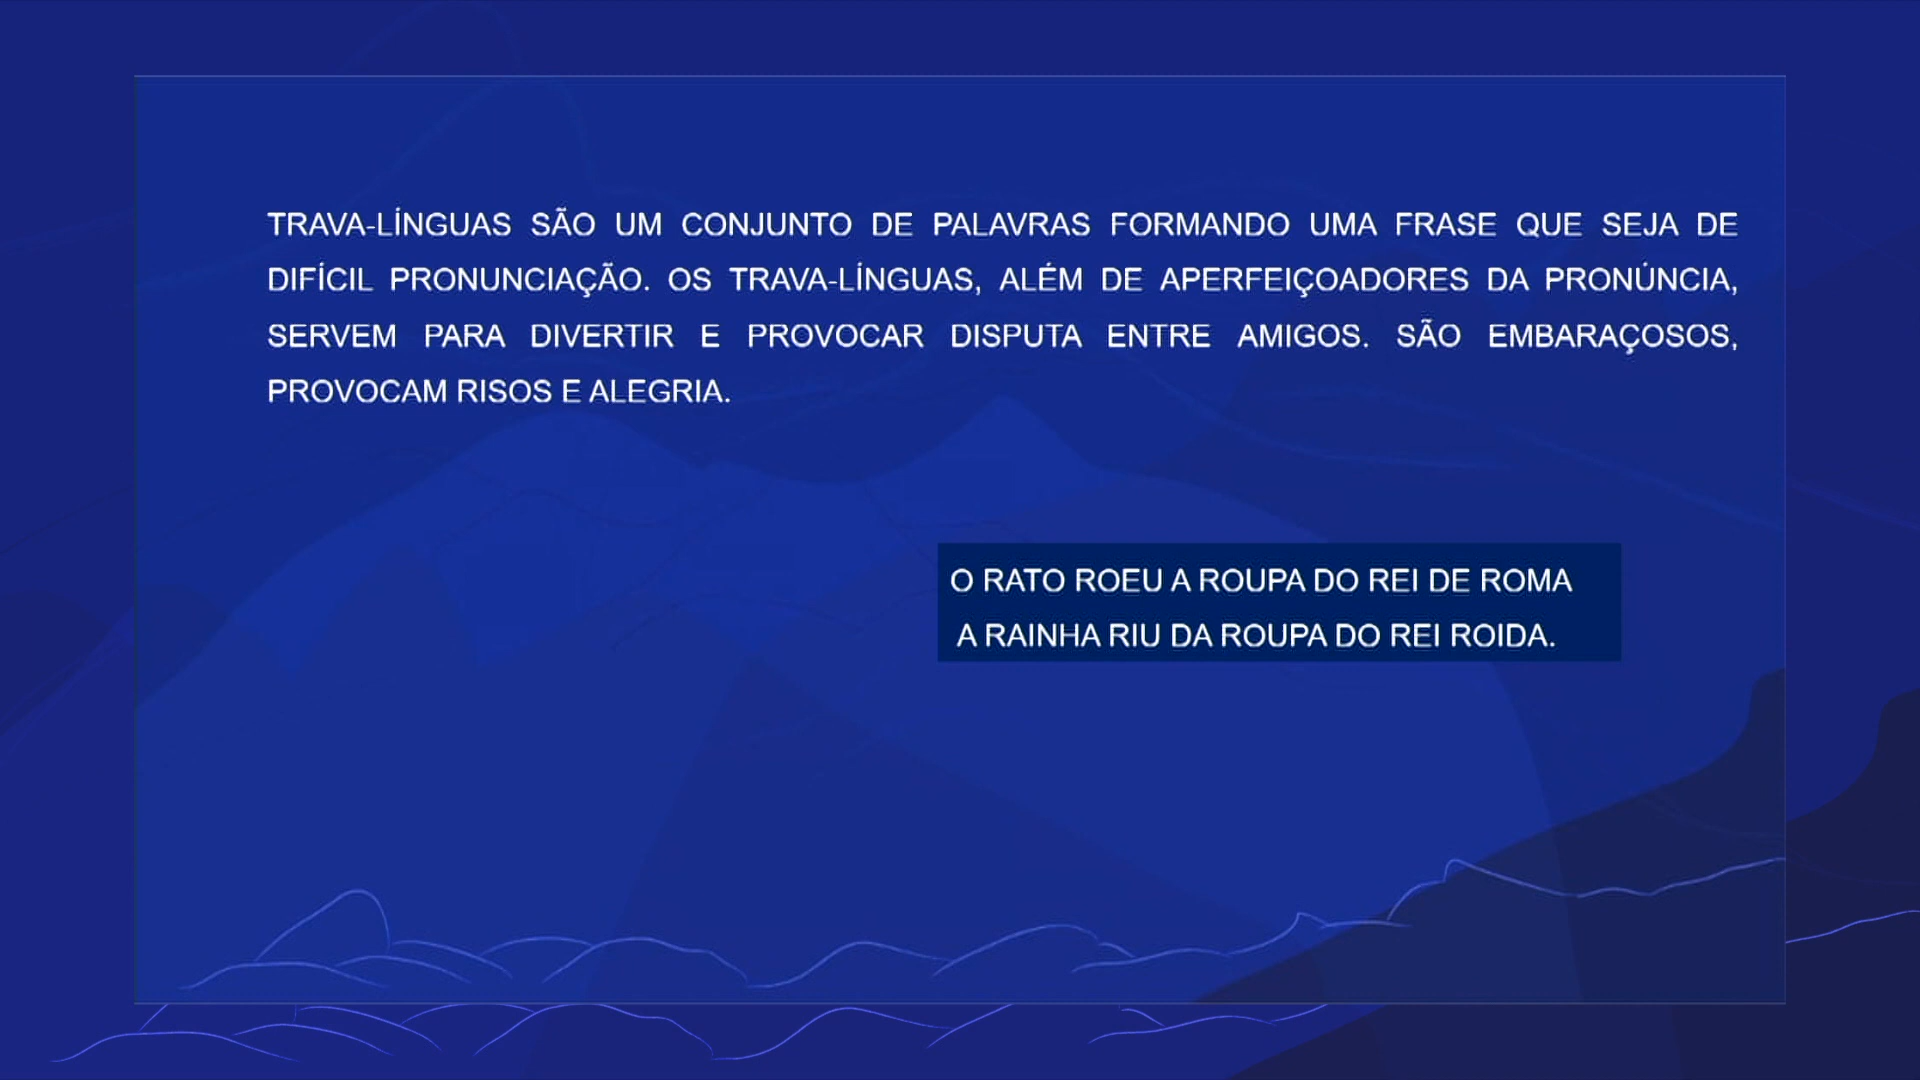 TRAVA-LÍNGUAS SÃO UM CONJUNTO DE PALAVRAS FORMANDO UMA FRASE QUE SEJA DE
DIFÍCIL PRONUNCIAÇÃO. OS TRAVA-LÍNGUAS, ALÉM DE APERFEIÇOADORES DA PRONÚNCIA,
SERVEM PARA DIVERTIR E PROVOCAR DISPUTA ENTRE AMIGOS. SÃO EMBARAÇOSOS,
PROVOCAM RISOS E ALEGRIA.
O RATO ROEU A ROUPA DO REI DE ROMA
A RAINHA RIU DA ROUPA DO REI ROIDA.